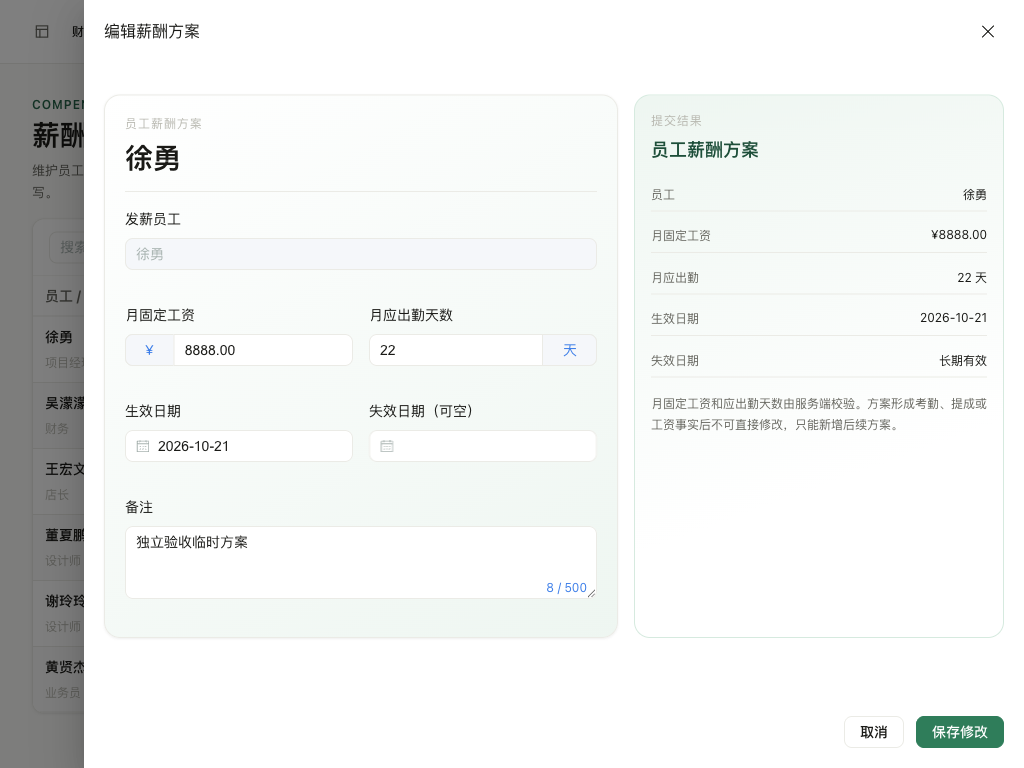 编辑薪酬方案
财
COMPEN
薪酬
维护员工
写。
搜索
员工 /
徐勇
项目经
吴濛濛
财务
王宏文
店长
董夏鹏
设计师
谢玲玲
设计师
黄贤杰
业务员
员工薪酬方案
徐勇
发薪员工
徐勇
月固定工资
月应出勤天数
¥ 8888.00
22 天
生效日期
失效日期（可空）
2026-10-21
备注
独立验收临时方案
8 / 500
提交结果
员工薪酬方案
员工 徐勇
月固定工资 ¥8888.00
月应出勤 22 天
生效日期 2026-10-21
失效日期 长期有效
月固定工资和应出勤天数由服务端校验。方案形成考勤、提成或
工资事实后不可直接修改，只能新增后续方案。
取消
保存修改